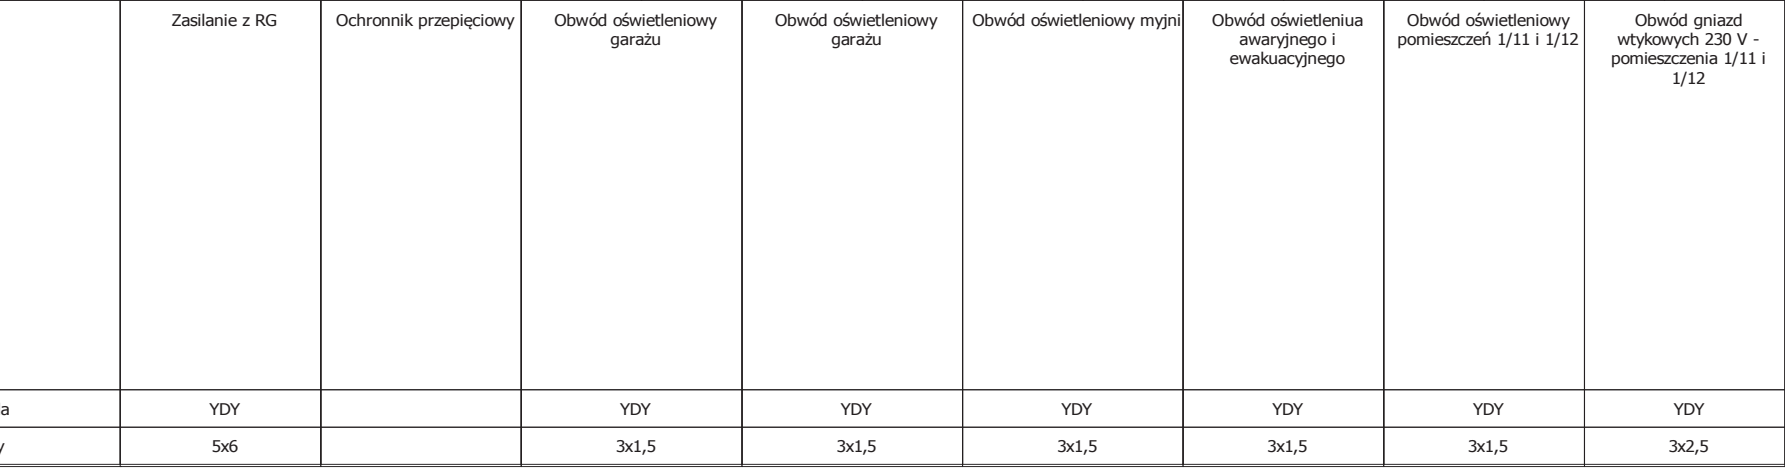 Zasilanie z RG
Ochronnik przepięciowy
Obwód oświetleniowy
garażu
Obwód oświetleniowy
garażu
Obwód oświetleniowy myjni
Obwód oświetleniua
awaryjnego i
ewakuacyjnego
Obwód oświetleniowy
pomieszczeń 1/11 i 1/12
Obwód gniazd
wtykowych 230 V -
pomieszczenia 1/11 i
1/12
la YDY YDY YDY YDY YDY YDY YDY
y 5x6 3x1,5 3x1,5 3x1,5 3x1,5 3x1,5 3x2,5